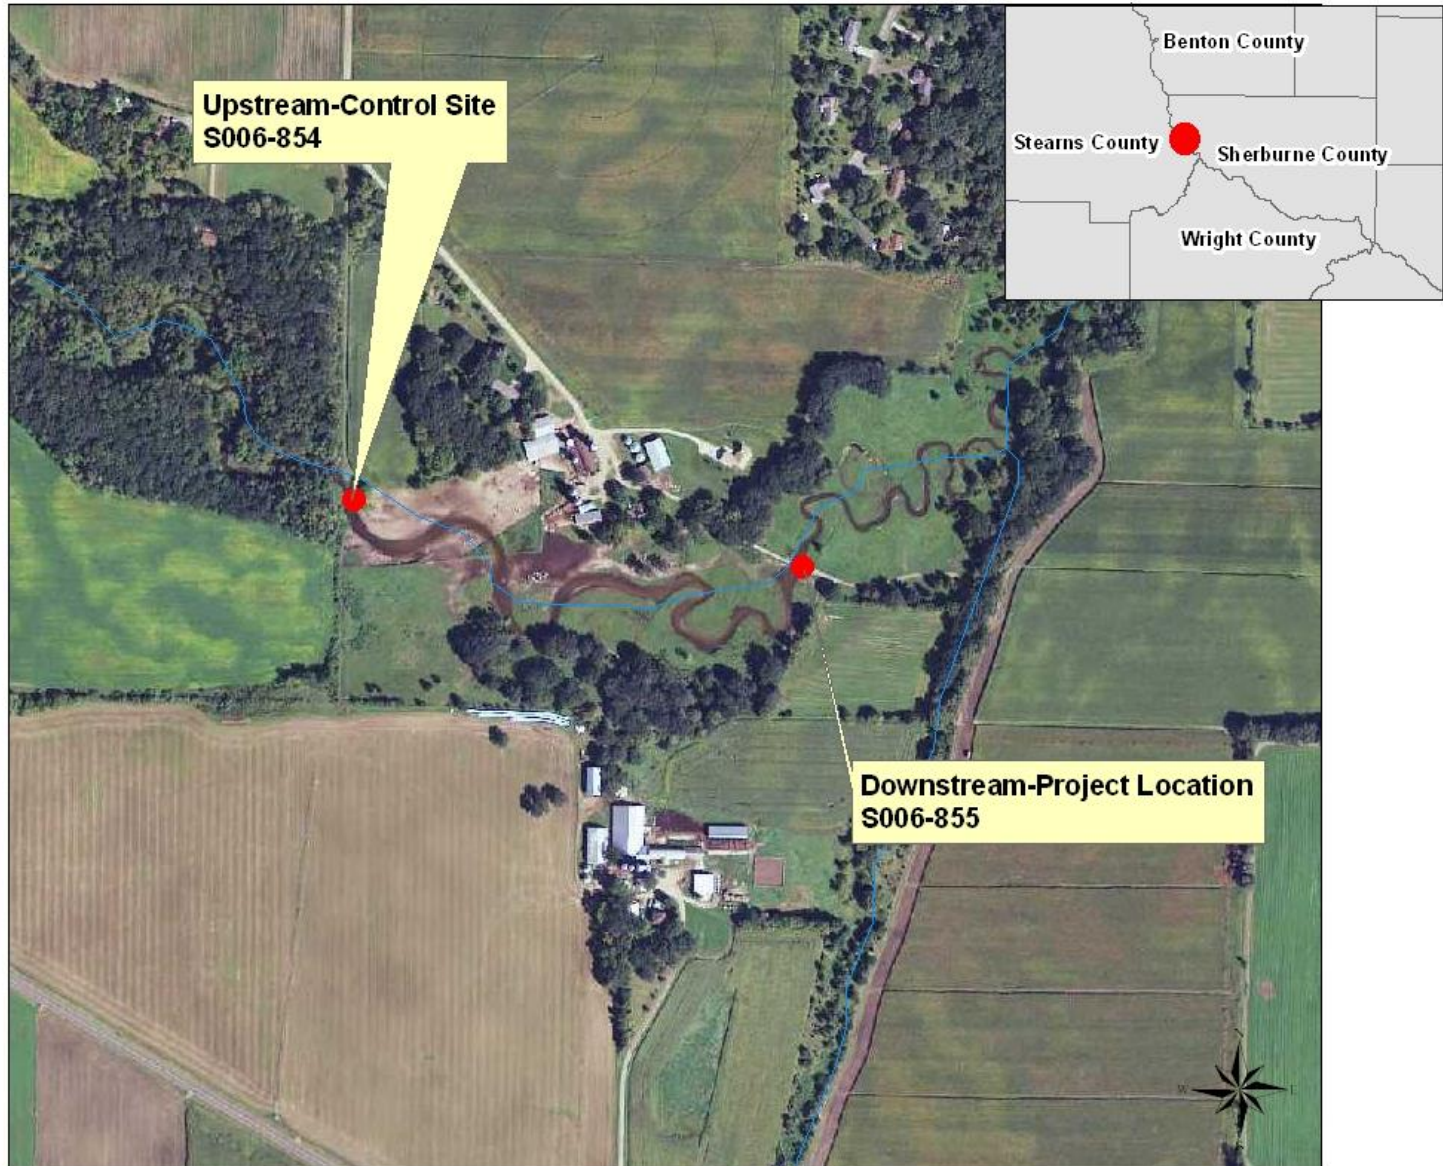 Upstream-Control Site
S006-854
Benton County
Stearns County
Sherburne County
Wright County
Downstream-Project Location
S006-855
W
E